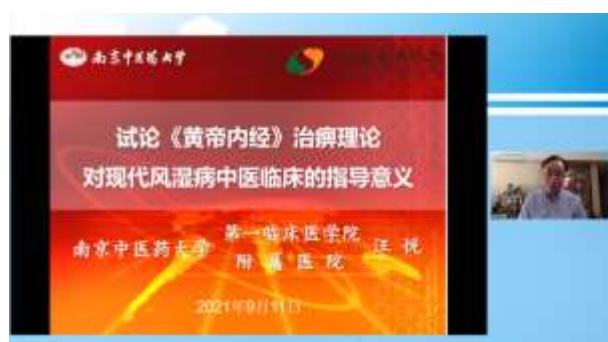 南京中医药大学
试论《黄帝内经》治痹理论
对现代风湿病中医临床的指导意义
南京中医药大学 第一临床医学院 附属医院 汪悦
2021年9月11日